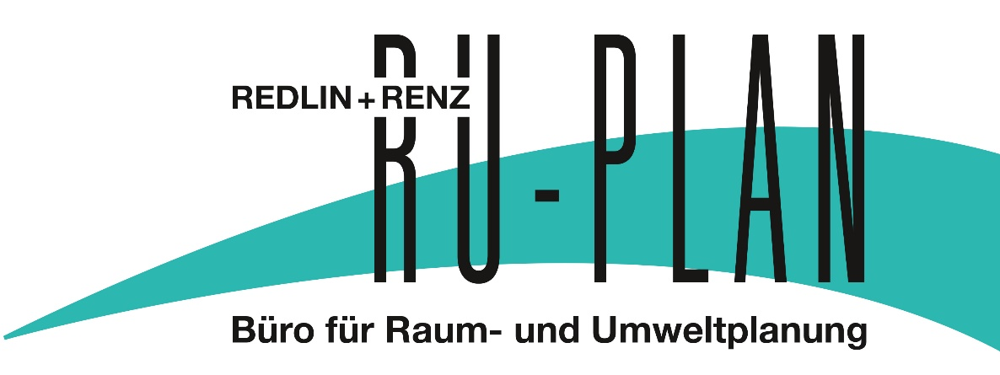 RU-PLAN
REDLIN+RENZ
Büro für Raum- und Umweltplanung